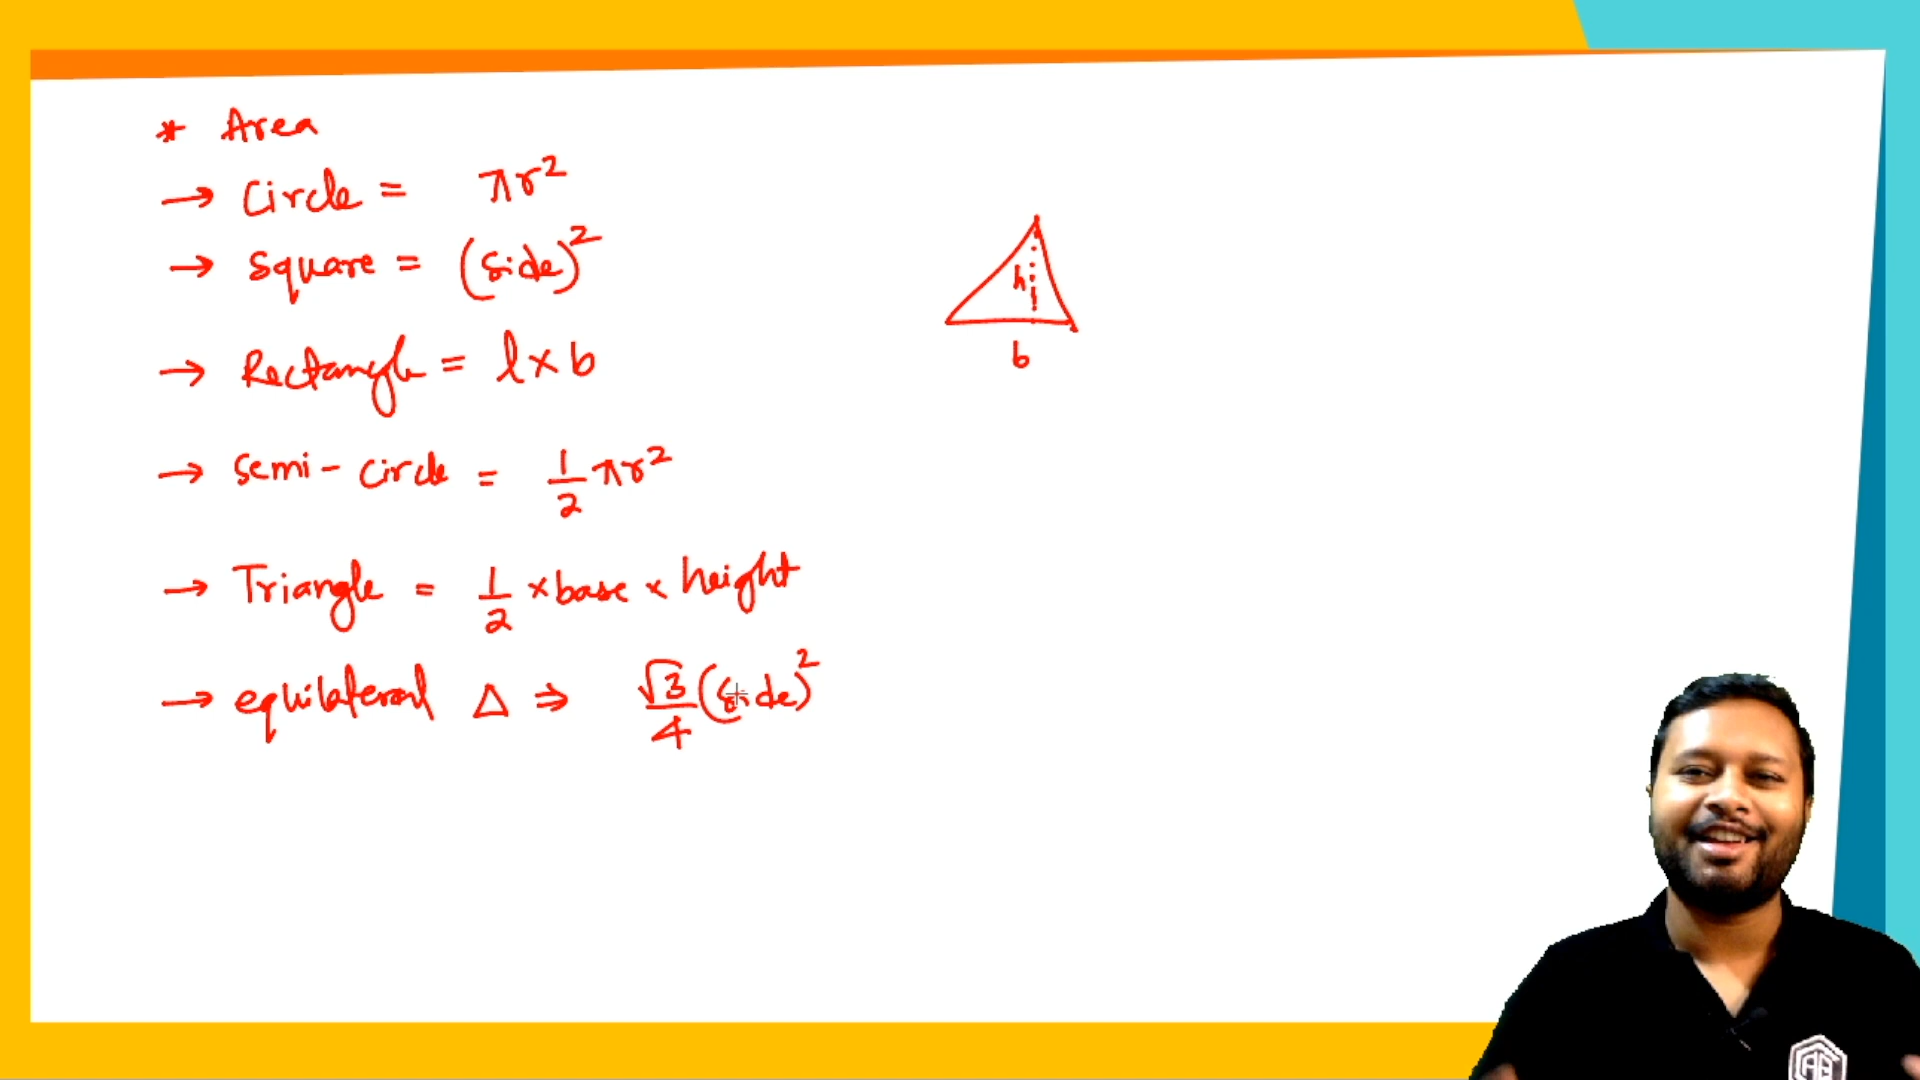 * Area
→ Circle = πr²
→ Square = (side)²
→ Rectangle = l × b
→ Semi-Circle = 1/2 πr²
→ Triangle = 1/2 × base × height
→ equilateral Δ ⇒ √3/4 (side)²
h
b